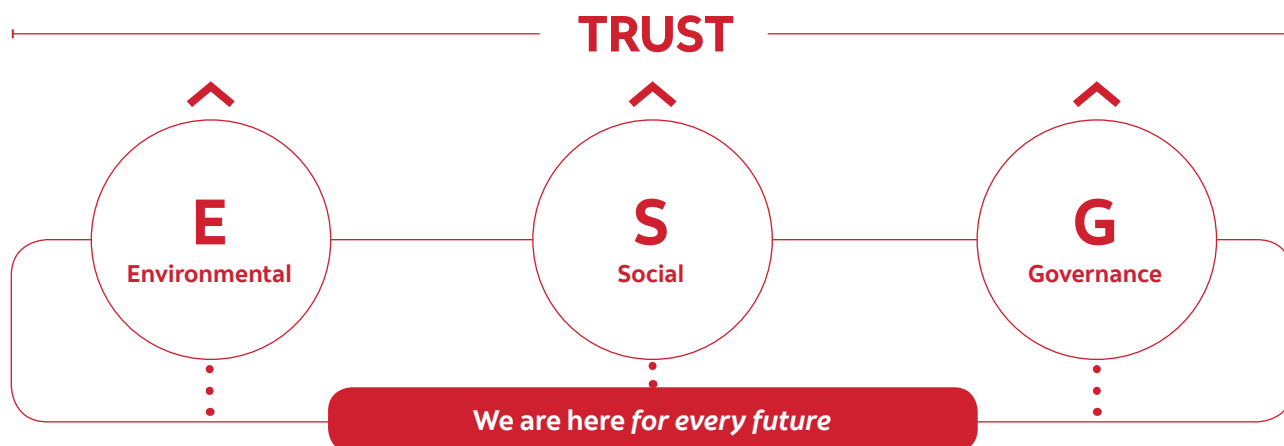 TRUST
E
Environmental
S
Social
G
Governance
We are here for every future